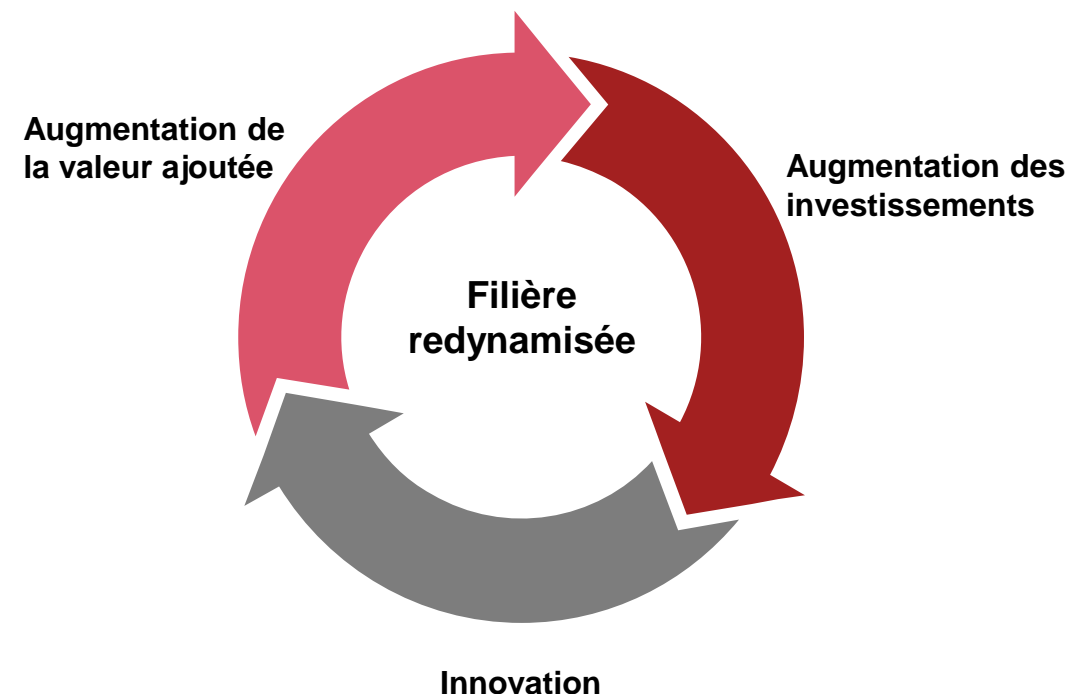 Augmentation de
la valeur ajoutée
Augmentation des
investissements
Filière
redynamisée
Innovation